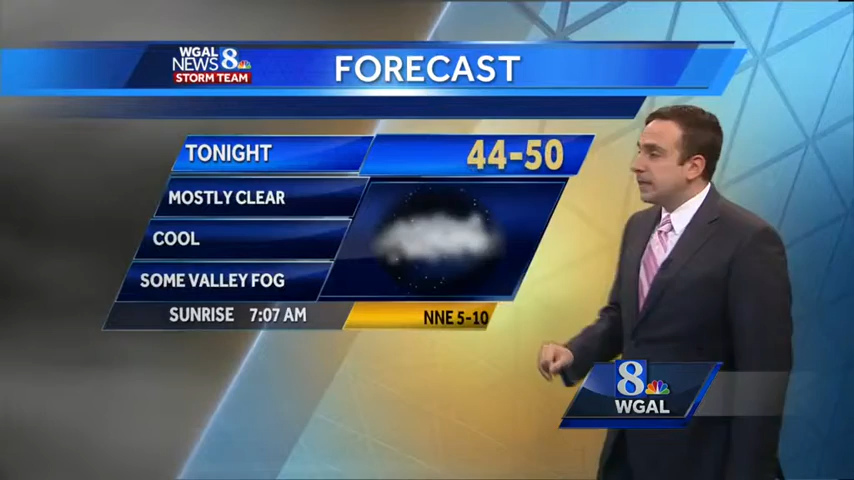 WGAL
NEWS 8
STORM TEAM
FORECAST
TONIGHT
44-50
MOSTLY CLEAR
COOL
SOME VALLEY FOG
SUNRISE 7:07 AM
NNE 5-10
8
WGAL